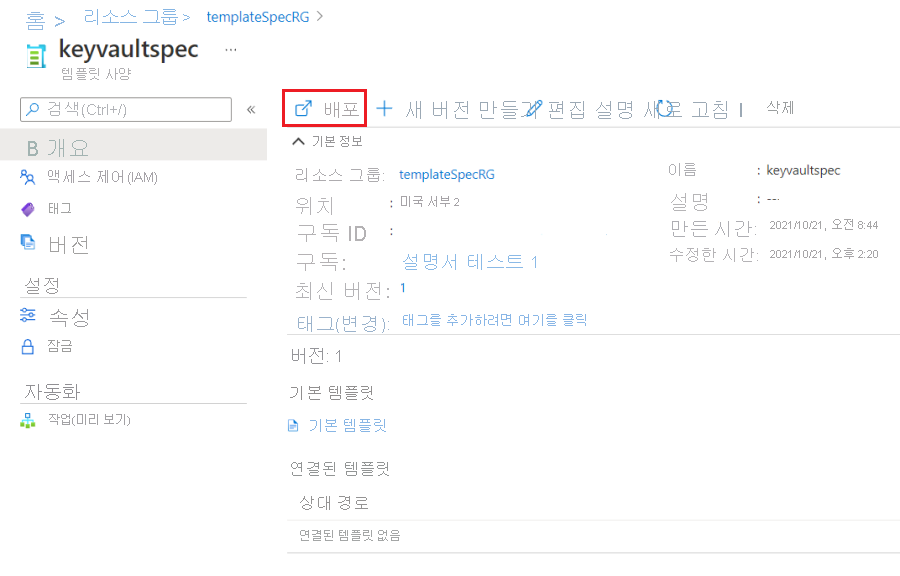 홈 > 리소스 그룹 > templateSpecRG >
keyvaultspec ...
템플릿 사양
검색(Ctrl+/) «
B 개요
액세스 제어(IAM)
태그
버전
설정
속성
잠금
자동화
작업(미리 보기)
배포 + 새 버전 만들기 편집 설명 새로 고침 | 삭제
기본 정보
리소스 그룹: templateSpecRG
위치 : 미국 서부 2
구독 ID :
구독: 설명서 테스트 1
최신 버전: 1
태그(변경): 태그를 추가하려면 여기를 클릭
이름 : keyvaultspec
설명 : ---
만든 시간: 2021/10/21, 오전 8:44
수정한 시간: 2021/10/21, 오후 2:20
버전: 1
기본 템플릿
기본 템플릿
연결된 템플릿
상대 경로
연결된 템플릿 없음